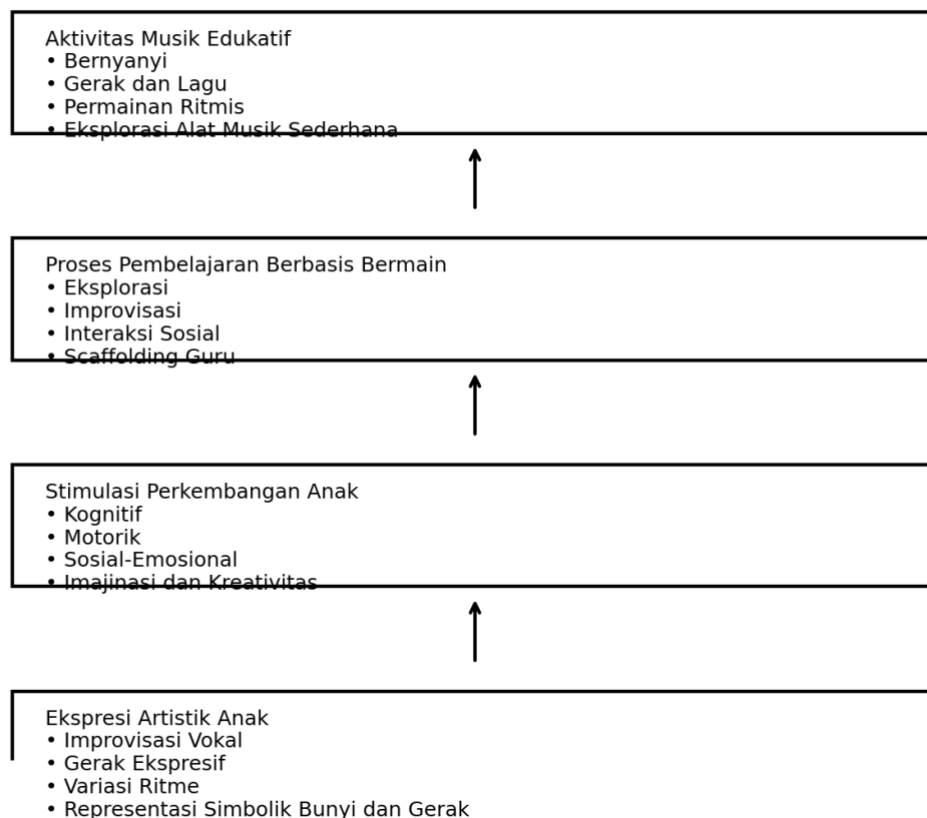 Aktivitas Musik Edukatif
• Bernyanyi
• Gerak dan Lagu
• Permainan Ritmis
• Eksplorasi Alat Musik Sederhana
Proses Pembelajaran Berbasis Bermain
• Eksplorasi
• Improvisasi
• Interaksi Sosial
• Scaffolding Guru
Stimulasi Perkembangan Anak
• Kognitif
• Motorik
• Sosial-Emosional
• Imajinasi dan Kreativitas
Ekspresi Artistik Anak
• Improvisasi Vokal
• Gerak Ekspresif
• Variasi Ritme
• Representasi Simbolik Bunyi dan Gerak